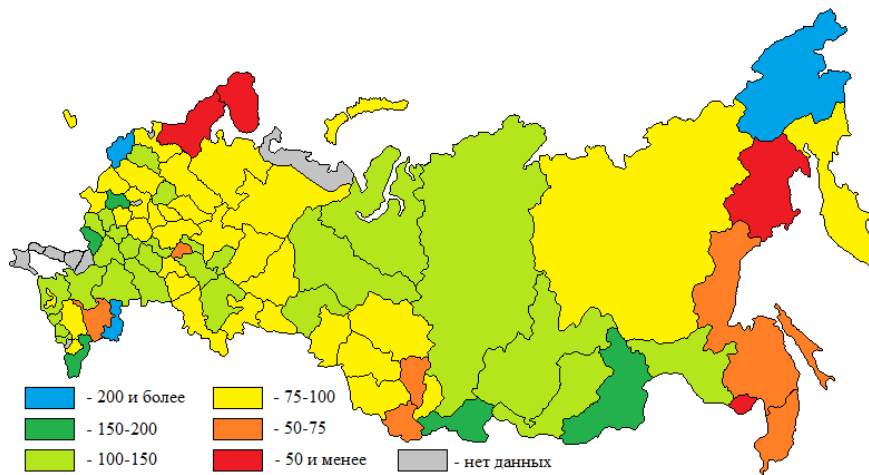 - 200 и более
- 75-100
- 150-200
- 50-75
- 100-150
- 50 и менее
- нет данных